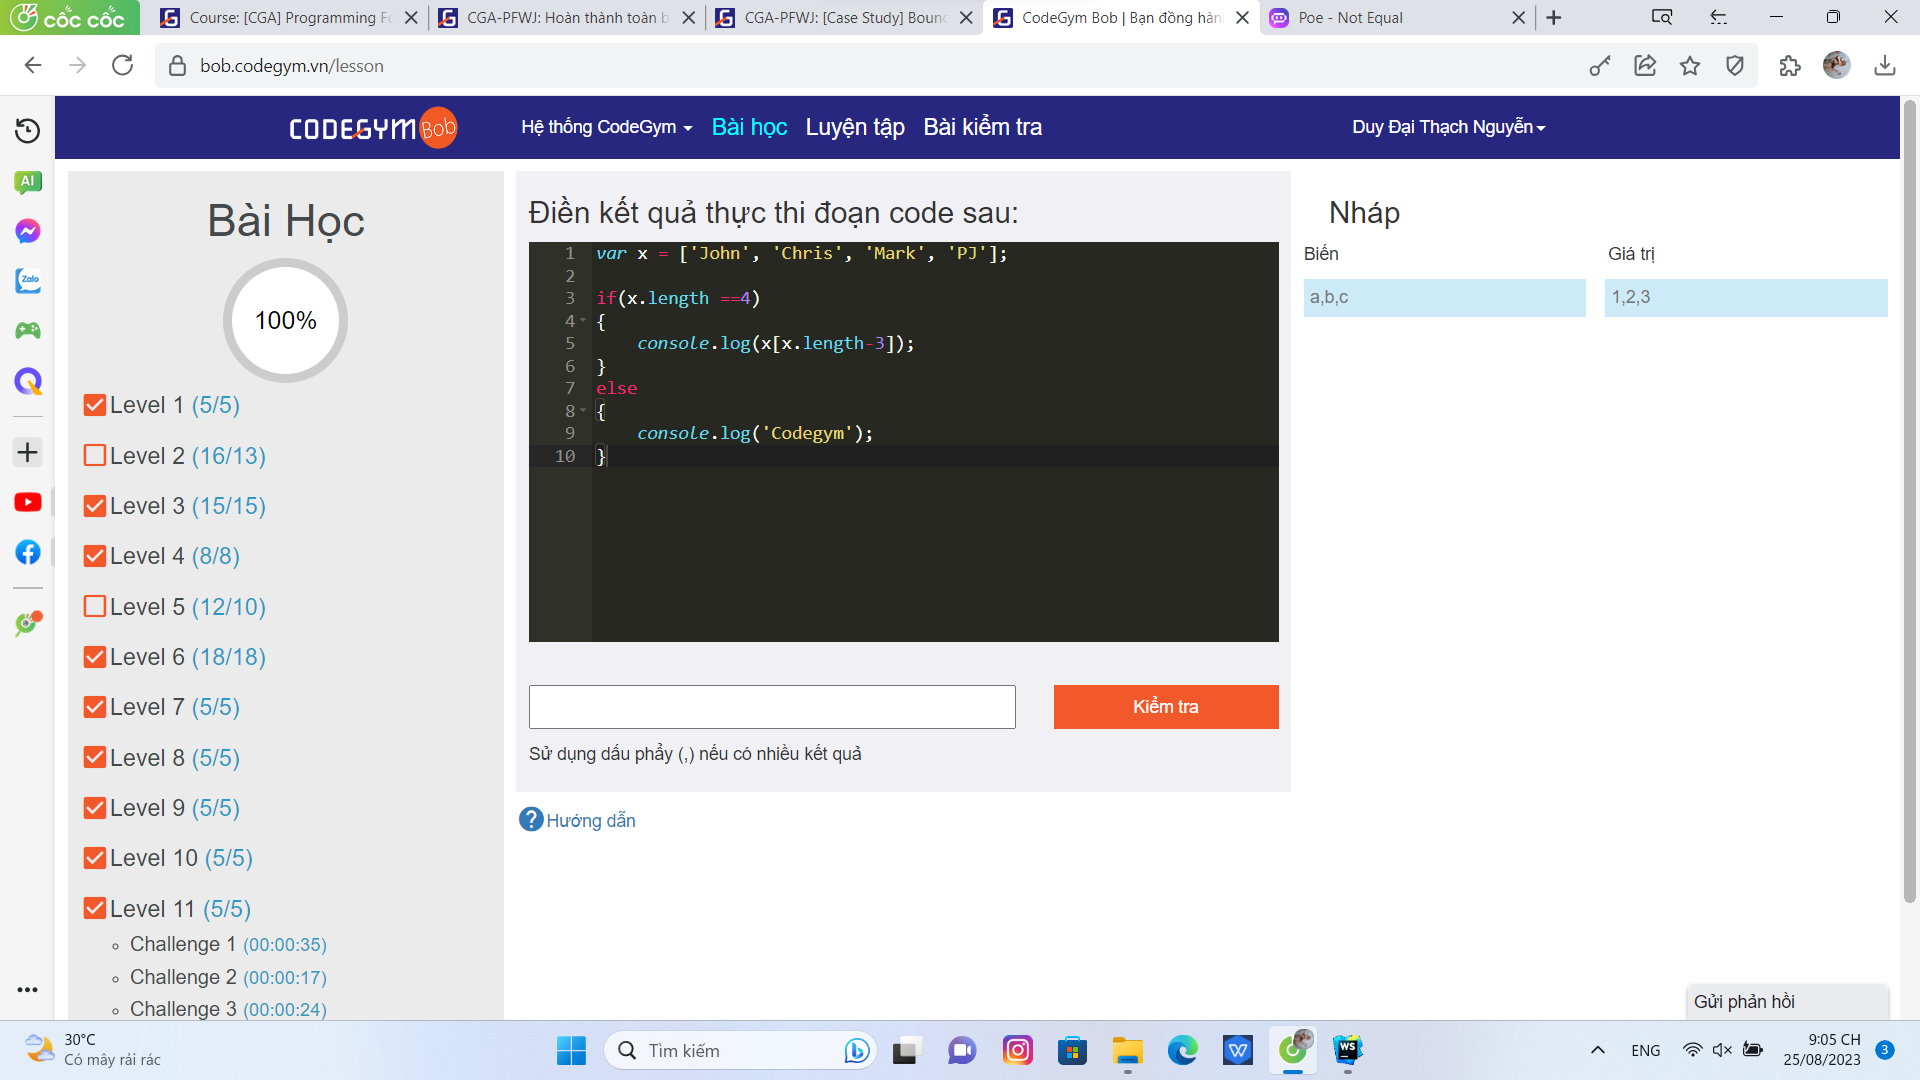 cốc cốc
Course: [CGA] Programming Fo
CGA-PFWJ: Hoàn thành toàn b
CGA-PFWJ: [Case Study] Bounc
CodeGym Bob | Bạn đồng hàn
Poe - Not Equal
bob.codegym.vn/lesson
CODEGYM Bob
Hệ thống CodeGym
Bài học
Luyện tập
Bài kiểm tra
Duy Đại Thạch Nguyễn
AI
Zalo
Bài Học
100%
Level 1 (5/5)
Level 2 (16/13)
Level 3 (15/15)
Level 4 (8/8)
Level 5 (12/10)
Level 6 (18/18)
Level 7 (5/5)
Level 8 (5/5)
Level 9 (5/5)
Level 10 (5/5)
Level 11 (5/5)
Challenge 1 (00:00:35)
Challenge 2 (00:00:17)
Challenge 3 (00:00:24)
Điền kết quả thực thi đoạn code sau:
1 var x = ['John', 'Chris', 'Mark', 'PJ'];
2
3 if(x.length ==4)
4 {
5     console.log(x[x.length-3]);
6 }
7 else
8 {
9     console.log('Codegym');
10 }
Kiểm tra
Sử dụng dấu phẩy (,) nếu có nhiều kết quả
? Hướng dẫn
Nháp
Biến
Giá trị
a,b,c
1,2,3
Gửi phản hồi
30°C
Có mây rải rác
Tìm kiếm
W
WS
ENG
9:05 CH
25/08/2023
3